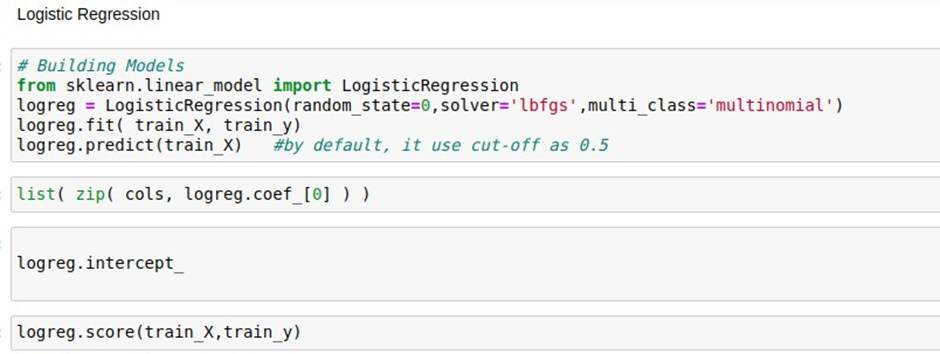 Logistic Regression
# Building Models
from sklearn.linear_model import LogisticRegression
logreg = LogisticRegression(random_state=0,solver='lbfgs',multi_class='multinomial')
logreg.fit( train_X, train_y)
logreg.predict(train_X)   #by default, it use cut-off as 0.5
list( zip( cols, logreg.coef_[0] ) )
logreg.intercept_
logreg.score(train_X,train_y)